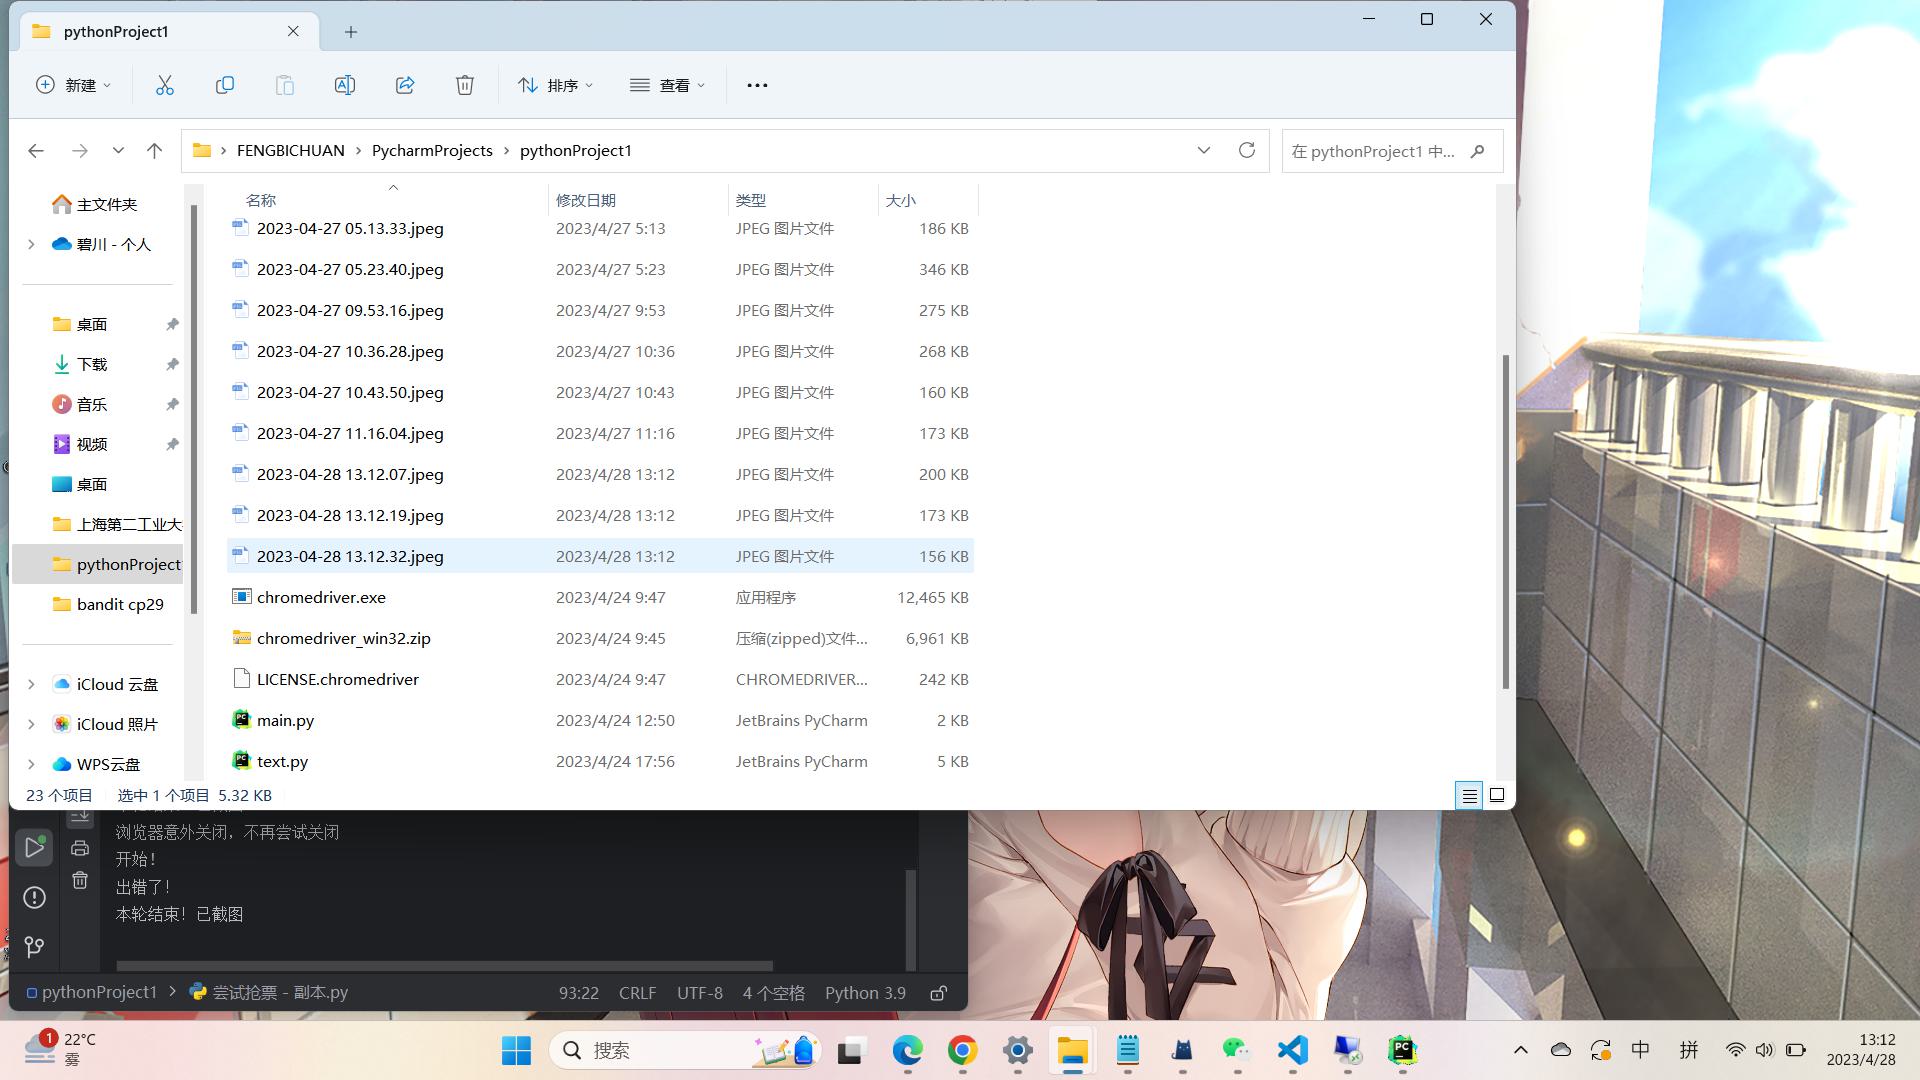 pythonProject1
新建
排序
查看
FENGBICHUAN
PycharmProjects
pythonProject1
在 pythonProject1 中...
主文件夹
碧川 - 个人
桌面
下载
音乐
视频
桌面
上海第二工业大
pythonProject
bandit cp29
iCloud 云盘
iCloud 照片
WPS云盘
名称 修改日期 类型 大小
2023-04-27 05.13.33.jpeg 2023/4/27 5:13 JPEG 图片文件 186 KB
2023-04-27 05.23.40.jpeg 2023/4/27 5:23 JPEG 图片文件 346 KB
2023-04-27 09.53.16.jpeg 2023/4/27 9:53 JPEG 图片文件 275 KB
2023-04-27 10.36.28.jpeg 2023/4/27 10:36 JPEG 图片文件 268 KB
2023-04-27 10.43.50.jpeg 2023/4/27 10:43 JPEG 图片文件 160 KB
2023-04-27 11.16.04.jpeg 2023/4/27 11:16 JPEG 图片文件 173 KB
2023-04-28 13.12.07.jpeg 2023/4/28 13:12 JPEG 图片文件 200 KB
2023-04-28 13.12.19.jpeg 2023/4/28 13:12 JPEG 图片文件 173 KB
2023-04-28 13.12.32.jpeg 2023/4/28 13:12 JPEG 图片文件 156 KB
chromedriver.exe 2023/4/24 9:47 应用程序 12,465 KB
chromedriver_win32.zip 2023/4/24 9:45 压缩(zipped)文件... 6,961 KB
LICENSE.chromedriver 2023/4/24 9:47 CHROMEDRIVER... 242 KB
main.py 2023/4/24 12:50 JetBrains PyCharm 2 KB
text.py 2023/4/24 17:56 JetBrains PyCharm 5 KB
23 个项目 选中 1 个项目 5.32 KB
浏览器意外关闭，不再尝试关闭
开始！
出错了！
本轮结束！已截图
pythonProject1 尝试抢票 - 副本.py 93:22 CRLF UTF-8 4 个空格 Python 3.9
1
22°C
雾
搜索
中
拼
13:12
2023/4/28